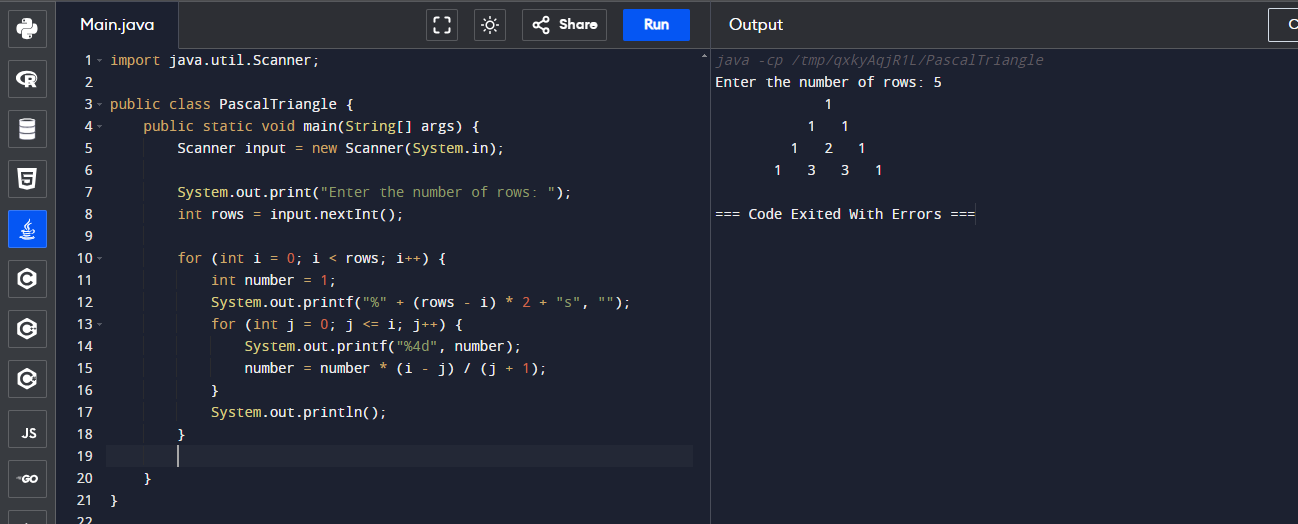 Main.java
Share
Run
Output
C
1 import java.util.Scanner;
2
3 public class PascalTriangle {
4     public static void main(String[] args) {
5         Scanner input = new Scanner(System.in);
6
7         System.out.print("Enter the number of rows: ");
8         int rows = input.nextInt();
9
10         for (int i = 0; i < rows; i++) {
11             int number = 1;
12             System.out.printf("%" + (rows - i) * 2 + "s", "");
13             for (int j = 0; j <= i; j++) {
14                 System.out.printf("%4d", number);
15                 number = number * (i - j) / (j + 1);
16             }
17             System.out.println();
18         }
19
20     }
21 }
22
java -cp /tmp/qxkyAqjR1L/PascalTriangle
Enter the number of rows: 5
1
1   1
1   2   1
1   3   3   1
=== Code Exited With Errors ===
R
5
C
C
C
JS
GO